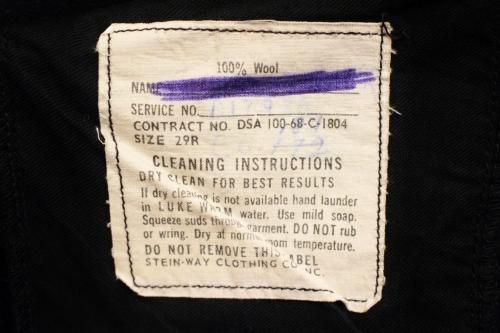 100% Wool
NAME
SERVICE NO.
CONTRACT NO. DSA 100-68-C-1804
SIZE 29R
CLEANING INSTRUCTIONS
DRY CLEAN FOR BEST RESULTS
If dry cleaning is not available hand launder
in LUKE WARM water. Use mild soap.
Squeeze suds through garment. DO NOT rub
or wring. Dry at normal room temperature.
DO NOT REMOVE THIS LABEL
STEIN-WAY CLOTHING CO. INC.